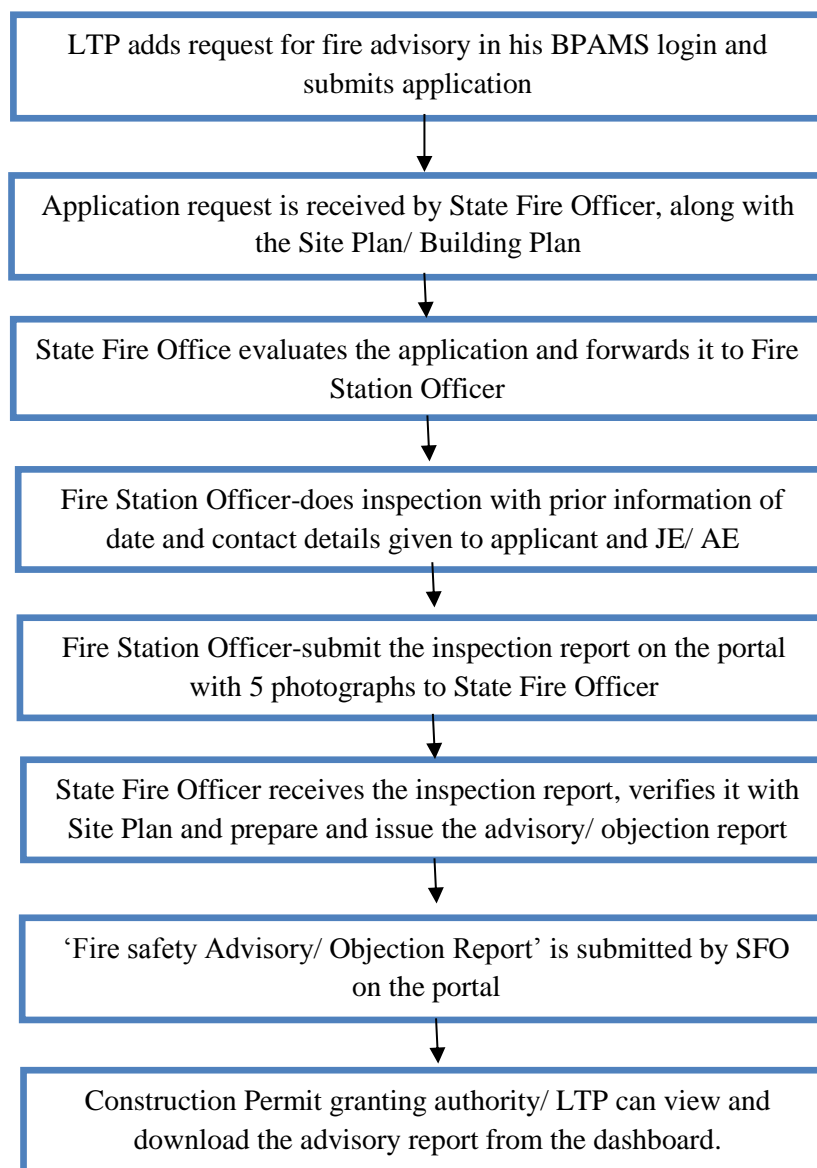 LTP adds request for fire advisory in his BPAMS login and
submits application
Application request is received by State Fire Officer, along with
the Site Plan/ Building Plan
State Fire Office evaluates the application and forwards it to Fire
Station Officer
Fire Station Officer-does inspection with prior information of
date and contact details given to applicant and JE/ AE
Fire Station Officer-submit the inspection report on the portal
with 5 photographs to State Fire Officer
State Fire Officer receives the inspection report, verifies it with
Site Plan and prepare and issue the advisory/ objection report
‘Fire safety Advisory/ Objection Report’ is submitted by SFO
on the portal
Construction Permit granting authority/ LTP can view and
download the advisory report from the dashboard.